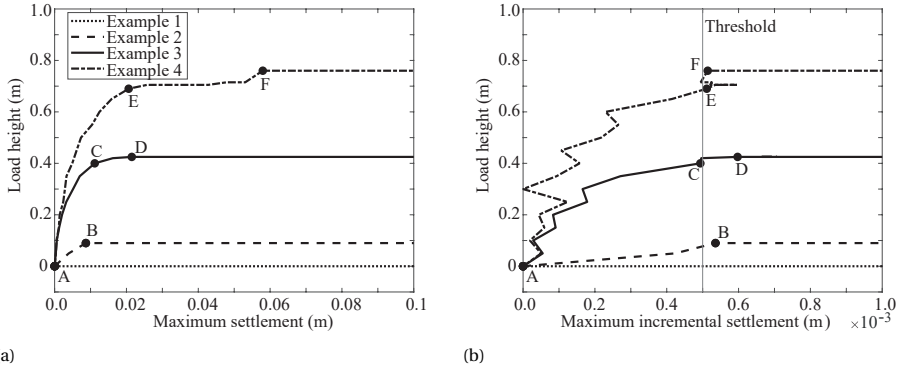 1.0
0.8
0.6
0.4
0.2
0
Load height (m)
Example 1
Example 2
Example 3
Example 4
A
B
C
D
E
F
0.0
0.02
0.04
0.06
0.08
0.1
Maximum settlement (m)
a)
1.0
0.8
0.6
0.4
0.2
0
Load height (m)
Threshold
F
E
C
D
B
A
0.0
0.2
0.4
0.6
0.8
1.0
Maximum incremental settlement (m)
×10⁻³
(b)